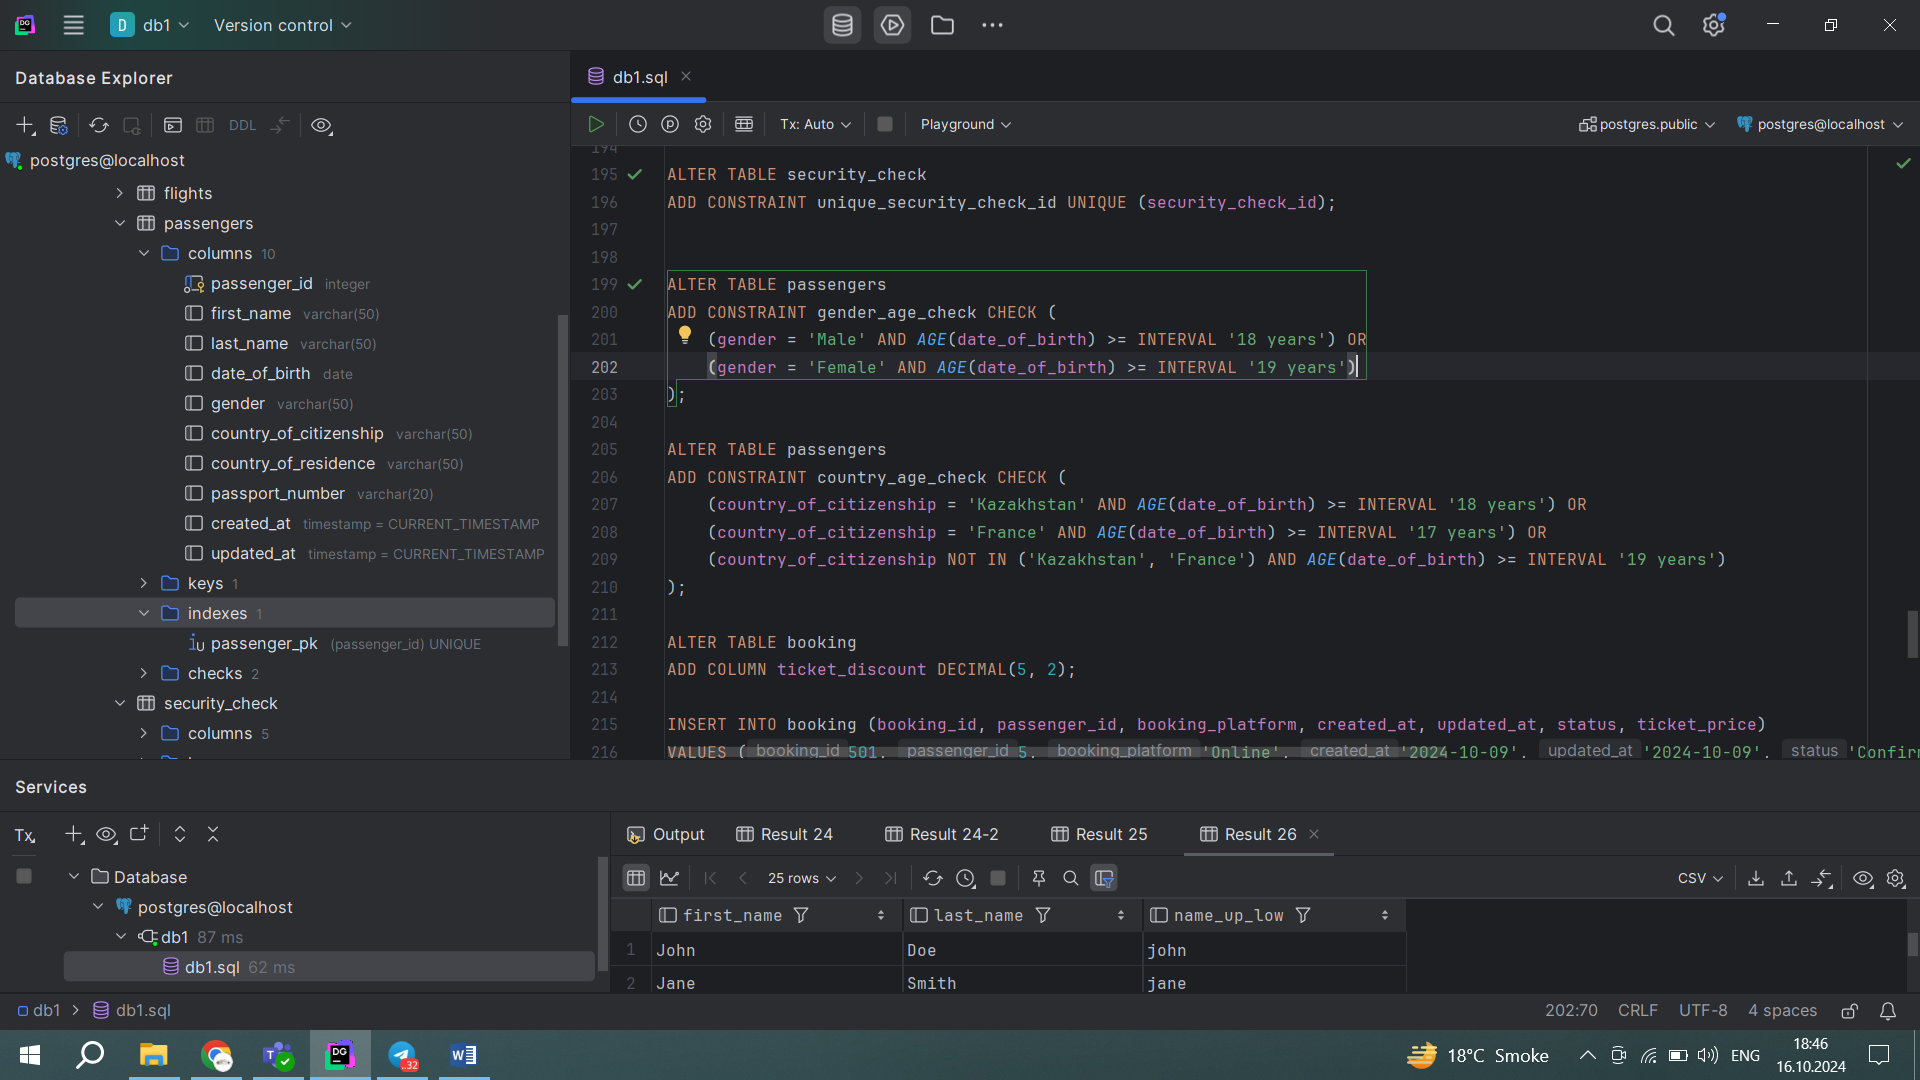 D db1 Version control
Database Explorer
db1.sql
DDL
Tx: Auto Playground postgres.public postgres@localhost
postgres@localhost
flights
passengers
columns 10
passenger_id integer
first_name varchar(50)
last_name varchar(50)
date_of_birth date
gender varchar(50)
country_of_citizenship varchar(50)
country_of_residence varchar(50)
passport_number varchar(20)
created_at timestamp = CURRENT_TIMESTAMP
updated_at timestamp = CURRENT_TIMESTAMP
keys 1
indexes 1
passenger_pk (passenger_id) UNIQUE
checks 2
security_check
columns 5
194
195 ALTER TABLE security_check
196 ADD CONSTRAINT unique_security_check_id UNIQUE (security_check_id);
197
198
199 ALTER TABLE passengers
200 ADD CONSTRAINT gender_age_check CHECK (
201 (gender = 'Male' AND AGE(date_of_birth) >= INTERVAL '18 years') OR
202 (gender = 'Female' AND AGE(date_of_birth) >= INTERVAL '19 years')
203 );
204
205 ALTER TABLE passengers
206 ADD CONSTRAINT country_age_check CHECK (
207 (country_of_citizenship = 'Kazakhstan' AND AGE(date_of_birth) >= INTERVAL '18 years') OR
208 (country_of_citizenship = 'France' AND AGE(date_of_birth) >= INTERVAL '17 years') OR
209 (country_of_citizenship NOT IN ('Kazakhstan', 'France') AND AGE(date_of_birth) >= INTERVAL '19 years')
210 );
211
212 ALTER TABLE booking
213 ADD COLUMN ticket_discount DECIMAL(5, 2);
214
215 INSERT INTO booking (booking_id, passenger_id, booking_platform, created_at, updated_at, status, ticket_price)
216 VALUES ( booking_id 501, passenger_id 5, booking_platform 'Online', created_at '2024-10-09', updated_at '2024-10-09', status 'Confirm
Services
Tx
Database
postgres@localhost
db1 87 ms
db1.sql 62 ms
Output Result 24 Result 24-2 Result 25 Result 26
25 rows CSV
first_name last_name name_up_low
1 John Doe john
2 Jane Smith jane
db1 > db1.sql 202:70 CRLF UTF-8 4 spaces
DG
T
..32
W
18°C Smoke ENG
18:46
16.10.2024